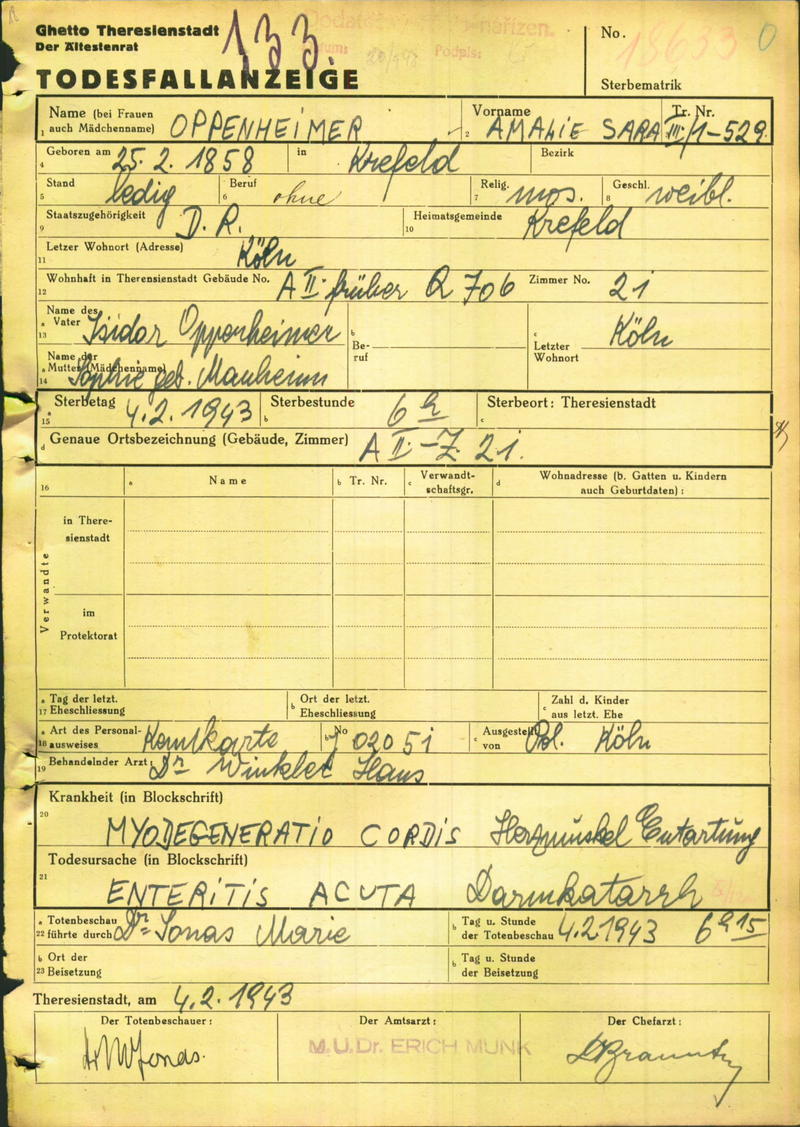 Ghetto Theresienstadt
Der Ältestenrat
133
TODESFALLANZEIGE
No. 18633
Sterbematrik
Name (bei Frauen auch Mädchenname) OPPENHEIMER
Vorname AMALIE SARA
Tr. Nr. III/1-529
Geboren am 25. 2. 1858 in Krefeld Bezirk
Stand ledig Beruf ohne Relig. mos. Geschl. weibl.
Staatszugehörigkeit D. R. Heimatsgemeinde Krefeld
Letzer Wohnort (Adresse) Köln
Wohnhaft in Theresienstadt Gebäude No. A II. früher Q 706 Zimmer No. 21
Name des Vater Isidor Oppenheimer Beruf Letzter Wohnort Köln
Name der Mutter (Mädchenname) Sophie geb. Manheim
Sterbetag 4. 2. 1943 Sterbestunde 6 h Sterbeort: Theresienstadt
Genaue Ortsbezeichnung (Gebäude, Zimmer) A II.-Z. 21.
16 Name Tr. Nr. Verwandtschaftsgr. Wohnadresse (b. Gatten u. Kindern auch Geburtdaten) :
Verwandte
in Theresienstadt
im Protektorat
Tag der letzt. Eheschliessung Ort der letzt. Eheschliessung Zahl d. Kinder aus letzt. Ehe
Art des Personalausweises Kennkarte No J 02051 Ausgestellt von Pol. Köln
Behandelnder Arzt: Dr Winkler Hans
Krankheit (in Blockschrift)
MYODEGENERATIO CORDIS Herzmuskel Entartung
Todesursache (in Blockschrift)
ENTERITIS ACUTA Darmkatarrh
Totenbeschau führte durch Dr Jonas Marie Tag u. Stunde der Totenbeschau 4.2.1943 6 h 15
Ort der Beisetzung Tag u. Stunde der Beisetzung
Theresienstadt, am 4.2.1943
Der Totenbeschauer: Der Amtsarzt: Der Chefarzt:
M.U.Dr. ERICH MUNK